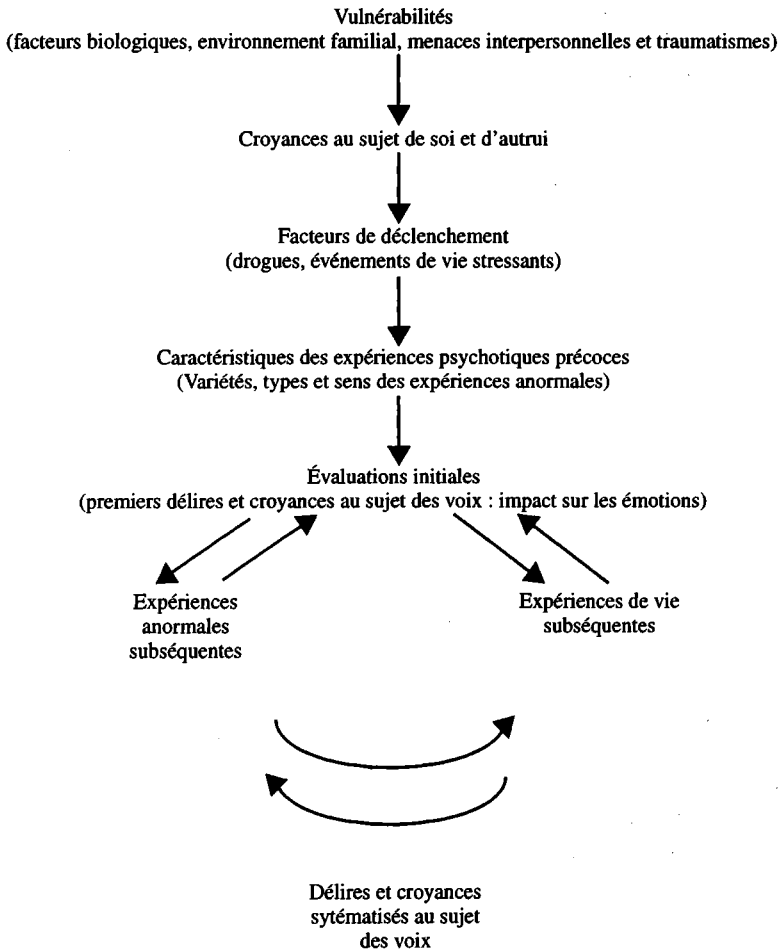 Vulnérabilités
(facteurs biologiques, environnement familial, menaces interpersonnelles et traumatismes)
Croyances au sujet de soi et d'autrui
Facteurs de déclenchement
(drogues, événements de vie stressants)
Caractéristiques des expériences psychotiques précoces
(Variétés, types et sens des expériences anormales)
Évaluations initiales
(premiers délires et croyances au sujet des voix : impact sur les émotions)
Expériences
anormales
subséquentes
Expériences de vie
subséquentes
Délires et croyances
sytématisés au sujet
des voix